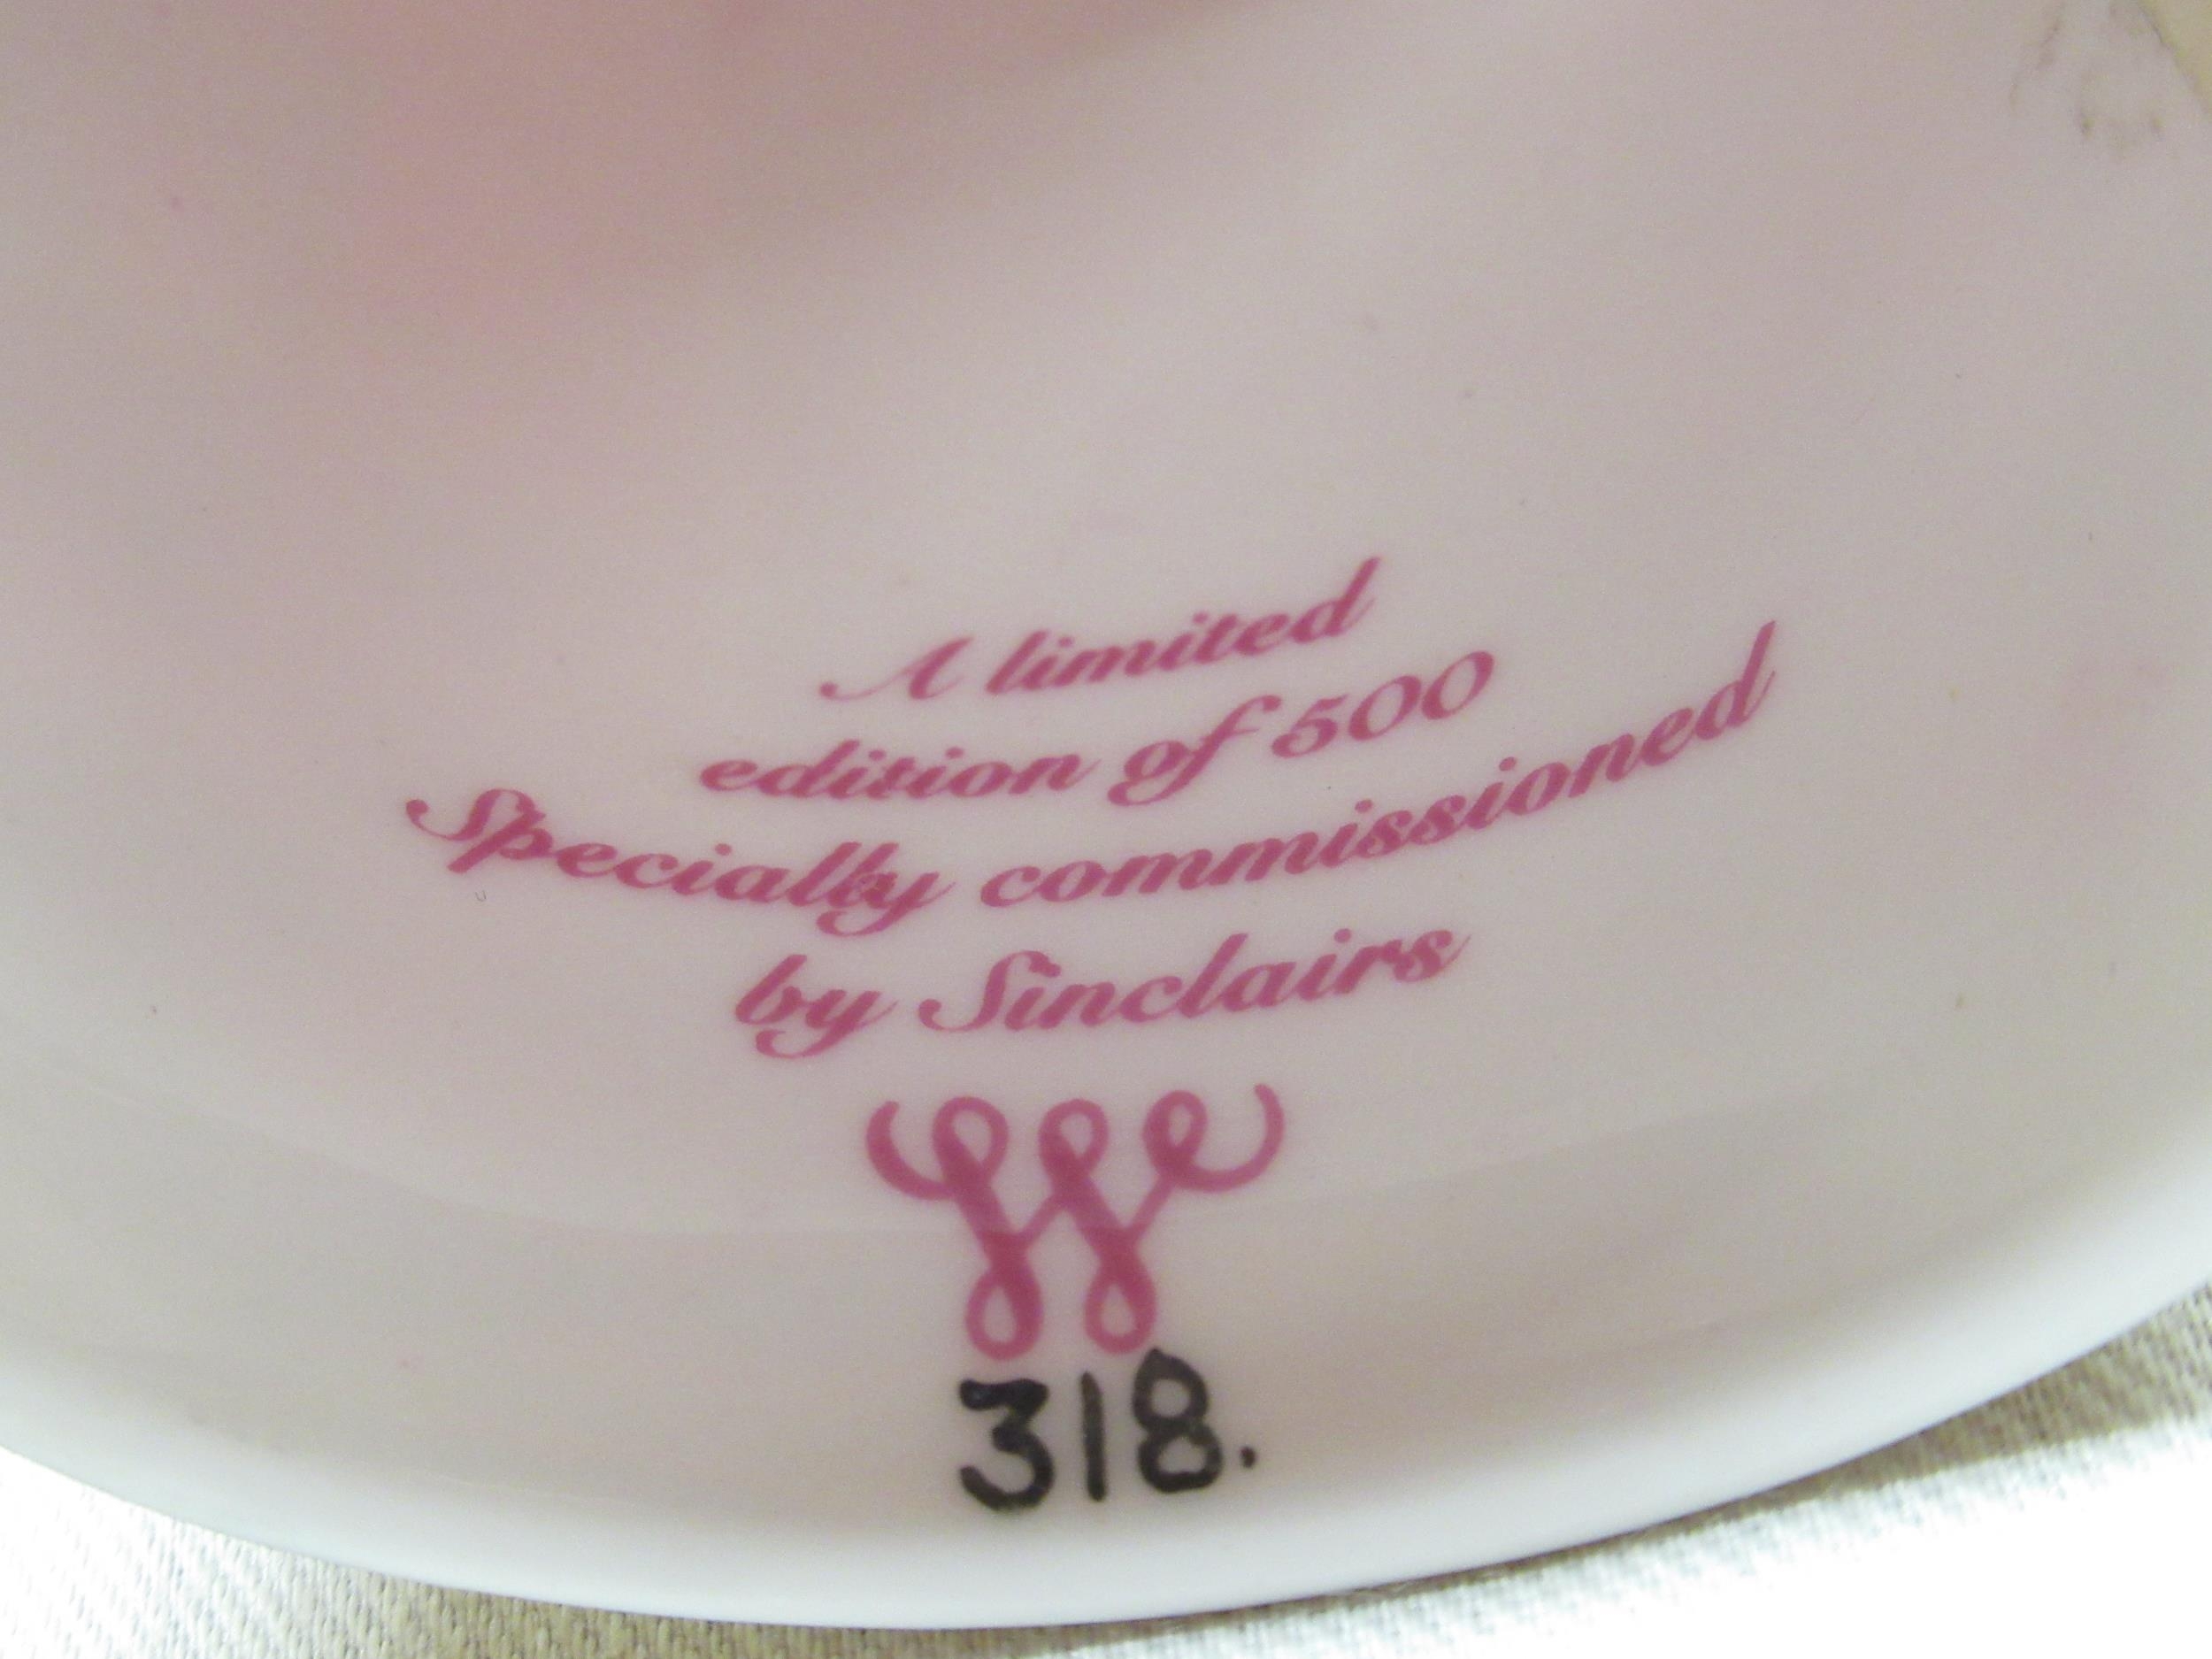 A limited
edition of 500
Specially commissioned
by Sinclairs
W
318.